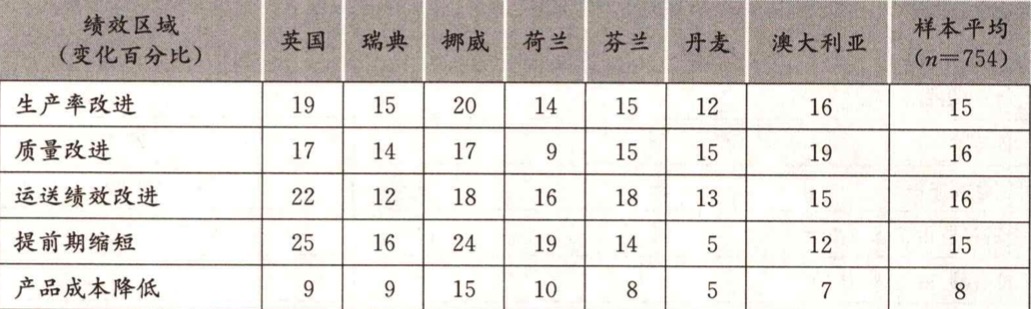 绩效区域
(变化百分比) 英国 瑞典 挪威 荷兰 芬兰 丹麦 澳大利亚 样本平均
(n=754)
生产率改进 19 15 20 14 15 12 16 15
质量改进 17 14 17 9 15 15 19 16
运送绩效改进 22 12 18 16 18 13 15 16
提前期缩短 25 16 24 19 14 5 12 15
产品成本降低 9 9 15 10 8 5 7 8